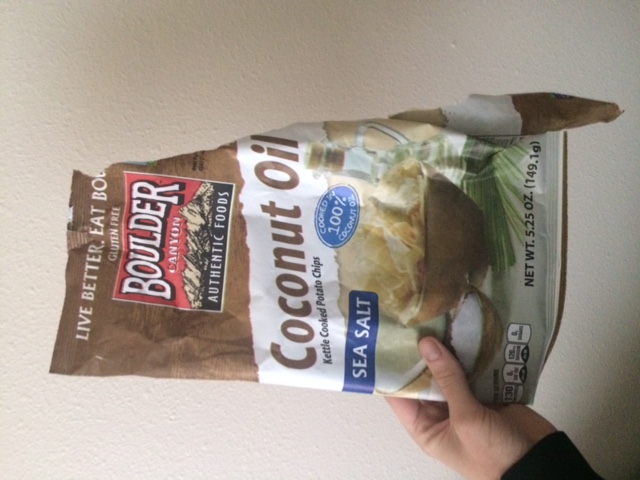 LIVE BETTER. EAT BOU
GLUTEN FREE
BOULDER
CANYON
AUTHENTIC FOODS
Coconut Oil
Kettle Cooked Potato Chips
COOKED IN
100%
COCONUT OIL
SEA SALT
130
NET WT. 5.25 OZ. (149.1g)